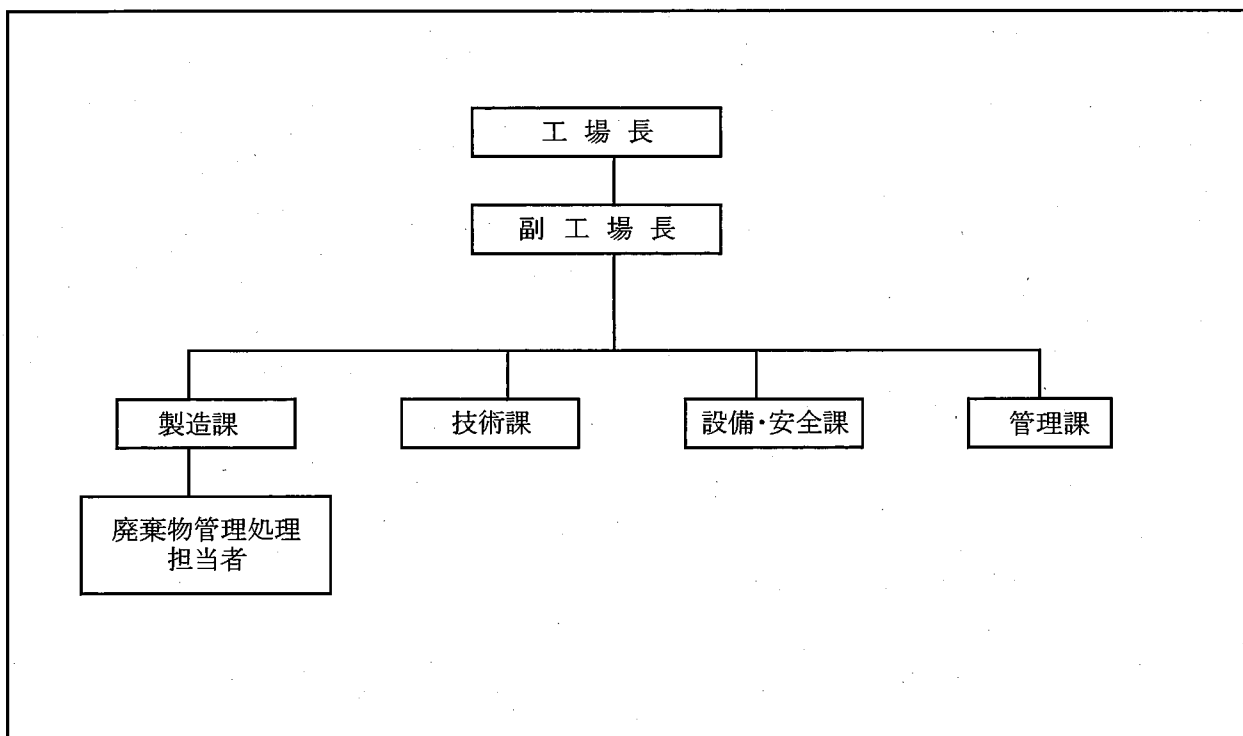 工場長
副工場長
製造課
技術課
設備・安全課
管理課
廃棄物管理処理
担当者